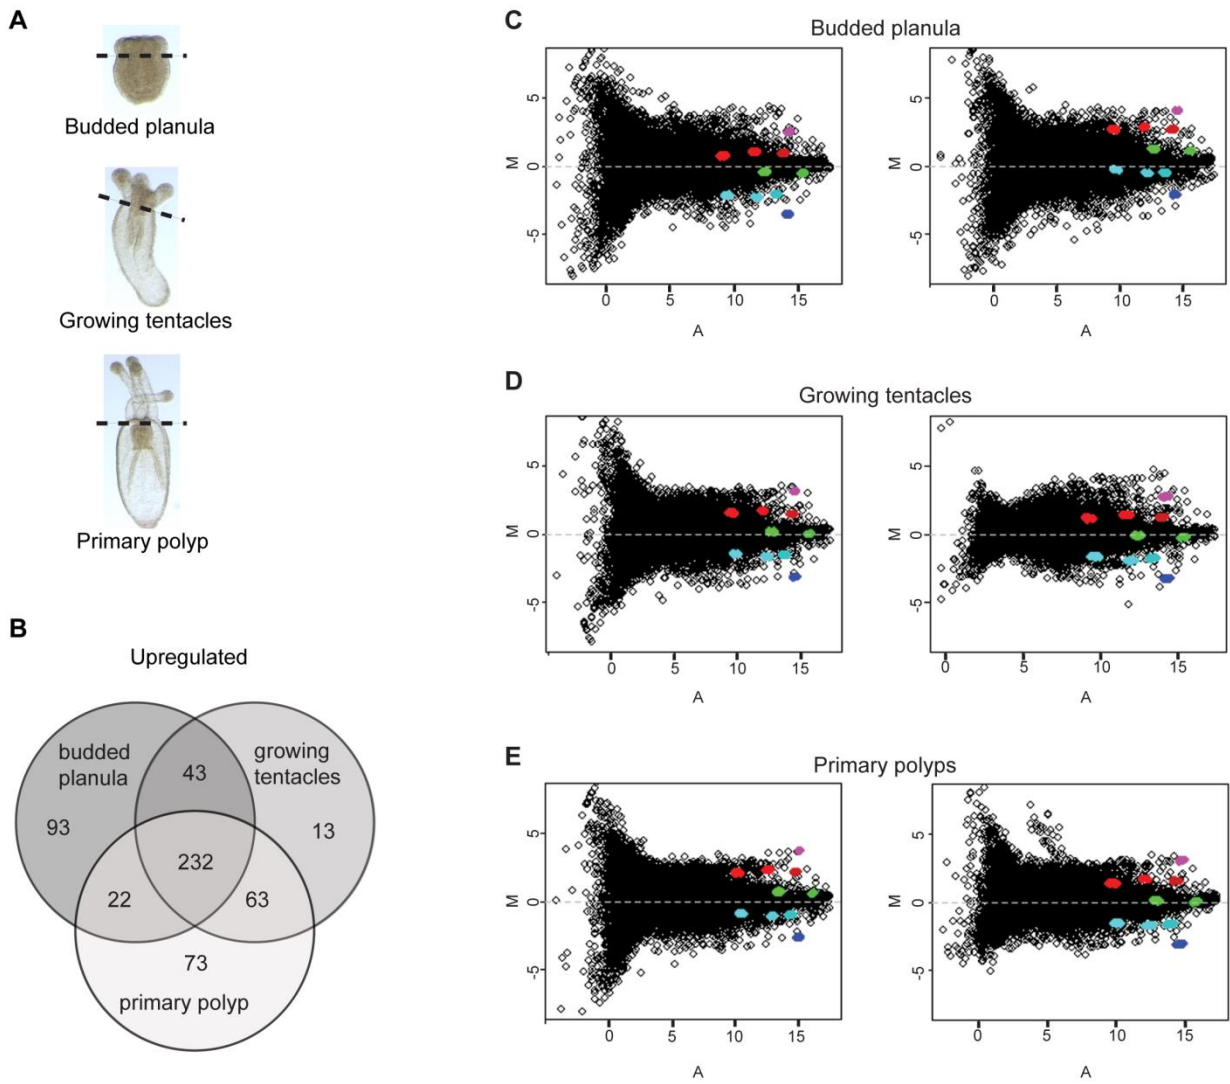 A
Budded planula
Growing tentacles
Primary polyp
B
Upregulated
budded
planula
growing
tentacles
43
93
13
232
22
63
73
primary polyp
C
Budded planula
M
5
0
-5
0
5
10
15
A
M
5
0
-5
0
5
10
15
A
D
Growing tentacles
M
5
0
-5
0
5
10
15
A
M
5
0
-5
0
5
10
15
A
E
Primary polyps
M
5
0
-5
0
5
10
15
A
M
5
0
-5
0
5
10
15
A